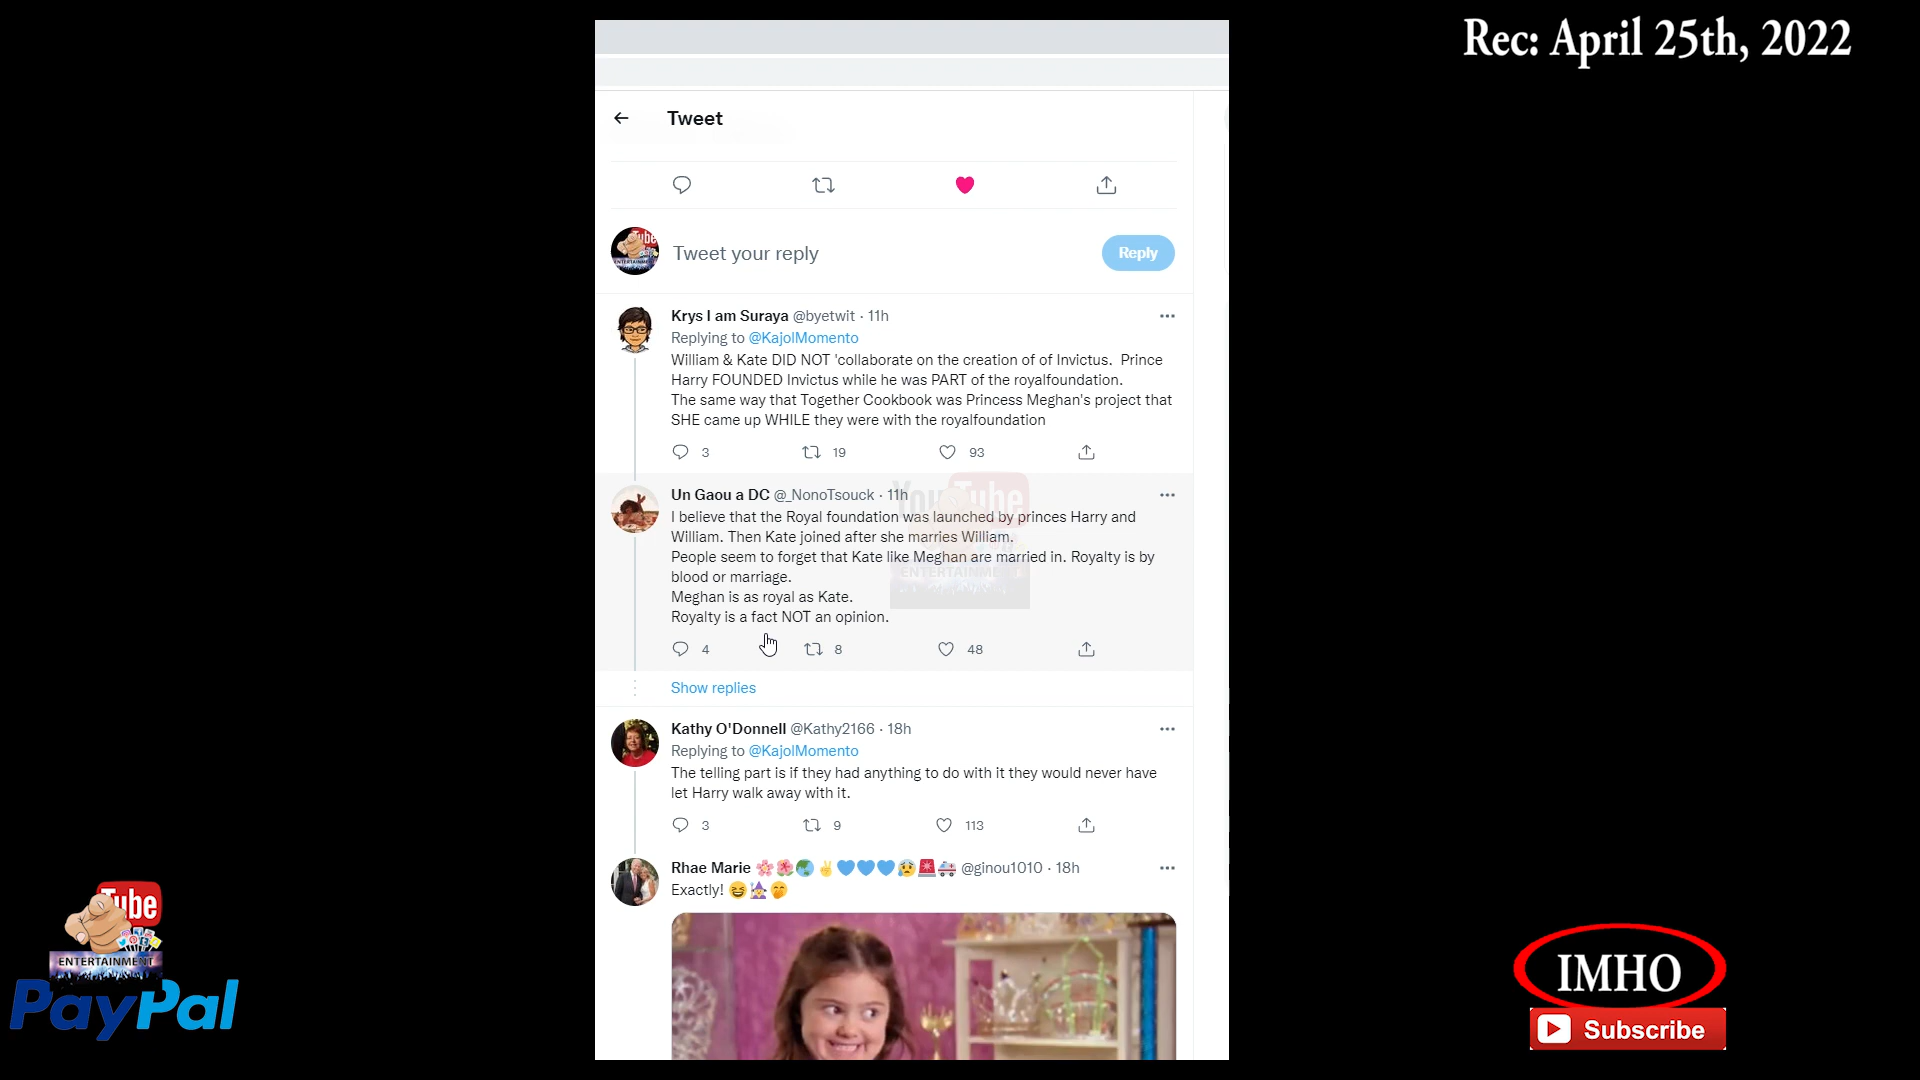 Rec: April 25th, 2022
Tweet
Tweet your reply
Reply
Krys I am Suraya @byetwit · 11h
Replying to @KajolMomento
William & Kate DID NOT 'collaborate on the creation of of Invictus. Prince
Harry FOUNDED Invictus while he was PART of the royalfoundation.
The same way that Together Cookbook was Princess Meghan's project that
SHE came up WHILE they were with the royalfoundation
3 19 93
Un Gaou a DC @_NonoTsouck · 11h
I believe that the Royal foundation was launched by princes Harry and
William. Then Kate joined after she marries William.
People seem to forget that Kate like Meghan are married in. Royalty is by
blood or marriage.
Meghan is as royal as Kate.
Royalty is a fact NOT an opinion.
4 8 48
YouTube
ENTERTAINMENT
Show replies
Kathy O'Donnell @Kathy2166 · 18h
Replying to @KajolMomento
The telling part is if they had anything to do with it they would never have
let Harry walk away with it.
3 9 113
Rhae Marie 🌸🌺🌎✌💙💙💙😰🚨🚑 @ginou1010 · 18h
Exactly! 😆🧙‍♀️🤭
Tube
ENTERTAINMENT
PayPal
IMHO
Subscribe